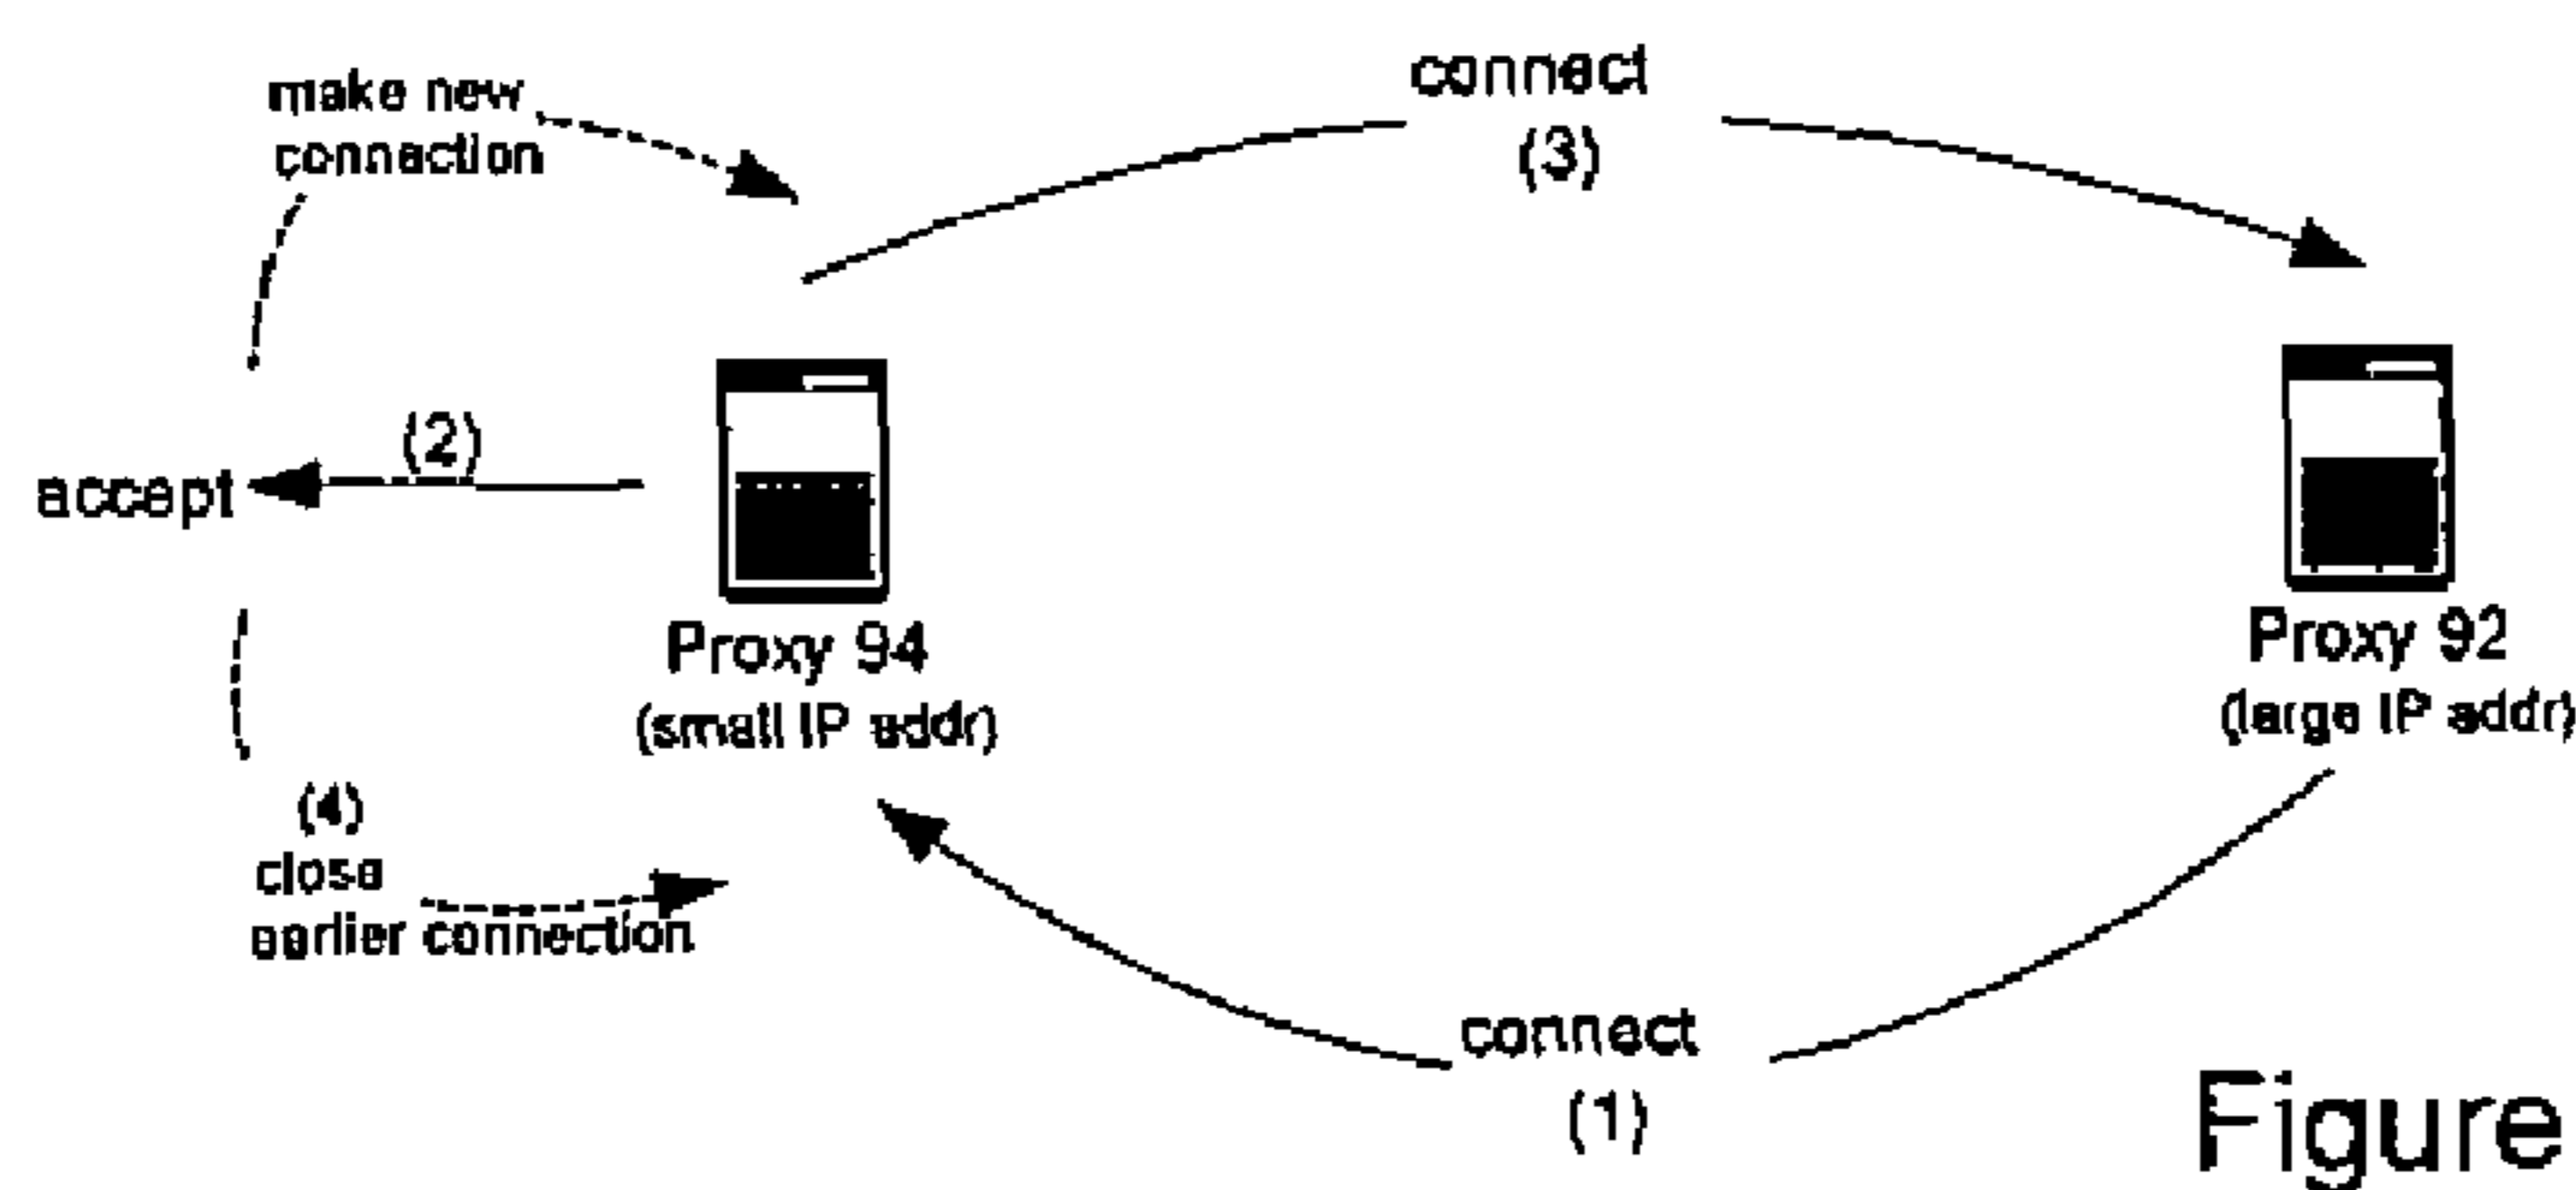 make new
connection
connect
(3)
(2)
accept
Proxy 94
(small IP addr)
Proxy 92
(large IP addr)
(4)
close
earlier connection
connect
(1)
Figure